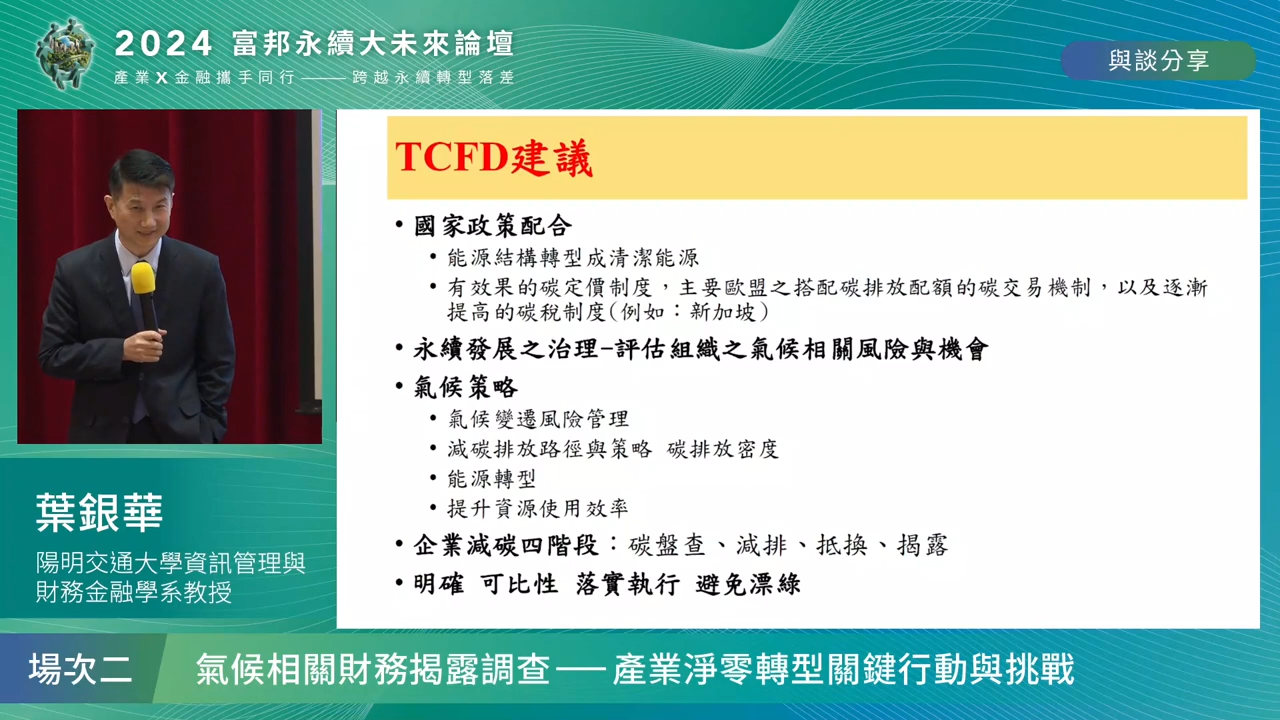 2024 富邦永續大未來論壇
產業X金融攜手同行——跨越永續轉型落差
與談分享
TCFD建議
• 國家政策配合
• 能源結構轉型成清潔能源
• 有效果的碳定價制度，主要歐盟之搭配碳排放配額的碳交易機制，以及逐漸
提高的碳稅制度(例如：新加坡)
• 永續發展之治理-評估組織之氣候相關風險與機會
• 氣候策略
• 氣候變遷風險管理
• 減碳排放路徑與策略 碳排放密度
• 能源轉型
• 提升資源使用效率
• 企業減碳四階段：碳盤查、減排、抵換、揭露
• 明確 可比性 落實執行 避免漂綠
葉銀華
陽明交通大學資訊管理與
財務金融學系教授
場次二
氣候相關財務揭露調查——產業淨零轉型關鍵行動與挑戰